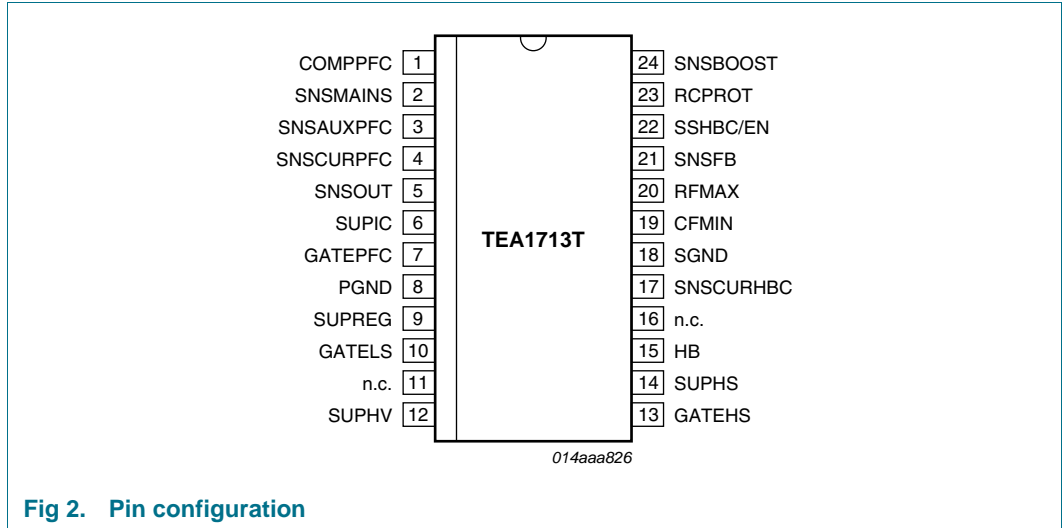 COMPPFC 1
SNSMAINS 2
SNSAUXPFC 3
SNSCURPFC 4
SNSOUT 5
SUPIC 6
GATEPFC 7
PGND 8
SUPREG 9
GATELS 10
n.c. 11
SUPHV 12
TEA1713T
24 SNSBOOST
23 RCPROT
22 SSHBC/EN
21 SNSFB
20 RFMAX
19 CFMIN
18 SGND
17 SNSCURHBC
16 n.c.
15 HB
14 SUPHS
13 GATEHS
014aaa826
Fig 2. Pin configuration